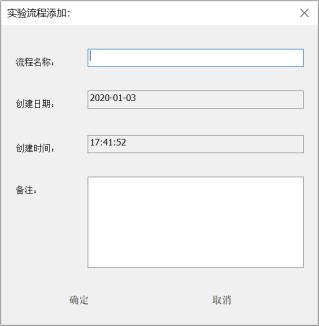 实验流程添加:
流程名称:
创建日期: 2020-01-03
创建时间: 17:41:52
备注:
确定 取消